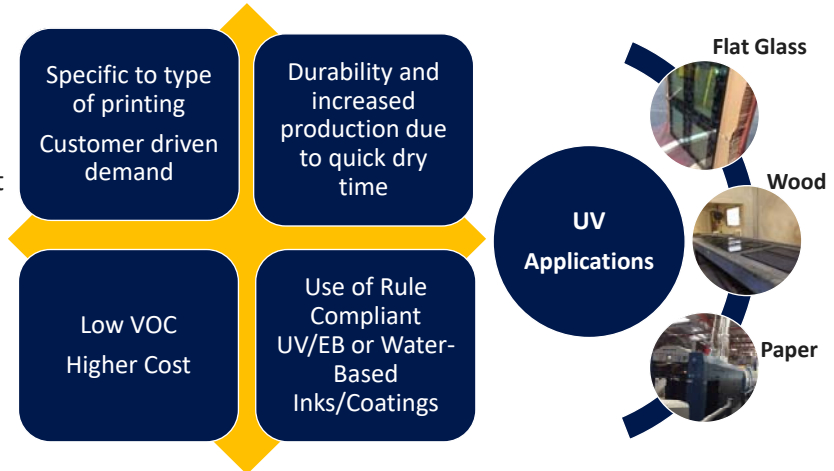 Specific to type
of printing
Customer driven
demand
Durability and
increased
production due
to quick dry
time
Low VOC
Higher Cost
Use of Rule
Compliant
UV/EB or Water-
Based
Inks/Coatings
t
UV
Applications
Flat Glass
Wood
Paper